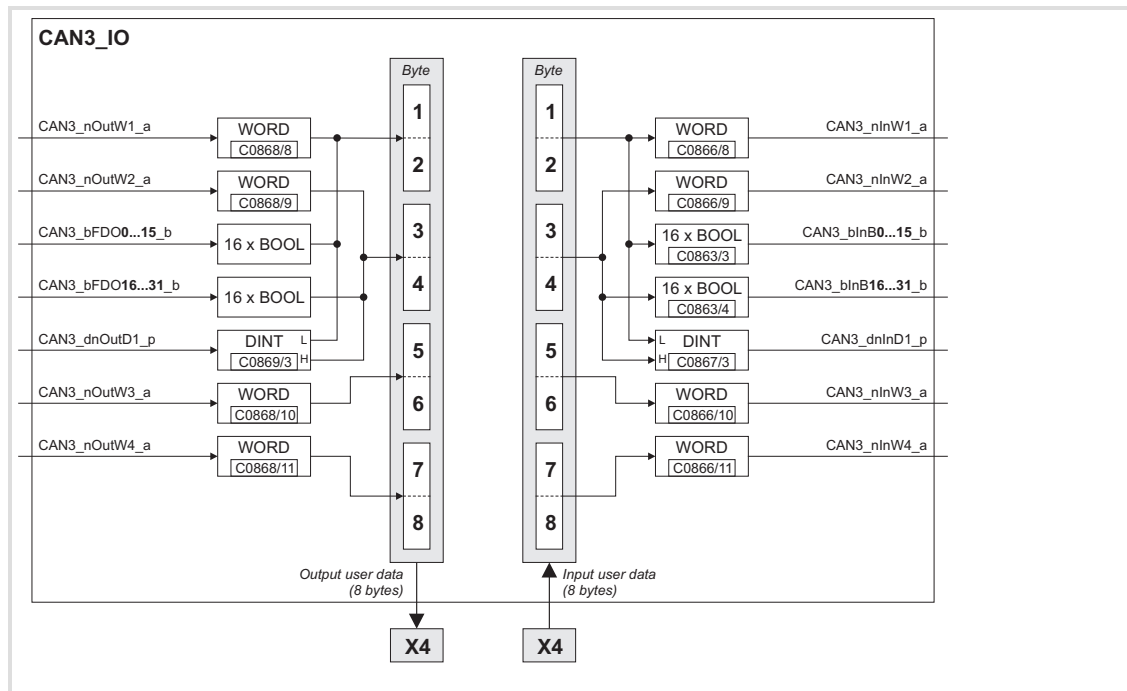 CAN3_IO
Byte
Byte
1
2
3
4
5
6
7
8
1
2
3
4
5
6
7
8
CAN3_nOutW1_a
WORD
C0868/8
CAN3_nOutW2_a
WORD
C0868/9
CAN3_bFDO0...15_b
16 x BOOL
CAN3_bFDO16...31_b
16 x BOOL
CAN3_dnOutD1_p
DINT
L
H
C0869/3
CAN3_nOutW3_a
WORD
C0868/10
CAN3_nOutW4_a
WORD
C0868/11
WORD
C0866/8
CAN3_nInW1_a
WORD
C0866/9
CAN3_nInW2_a
16 x BOOL
C0863/3
CAN3_bInB0...15_b
16 x BOOL
C0863/4
CAN3_bInB16...31_b
L
H
DINT
C0867/3
CAN3_dnInD1_p
WORD
C0866/10
CAN3_nInW3_a
WORD
C0866/11
CAN3_nInW4_a
Output user data
(8 bytes)
Input user data
(8 bytes)
X4
X4